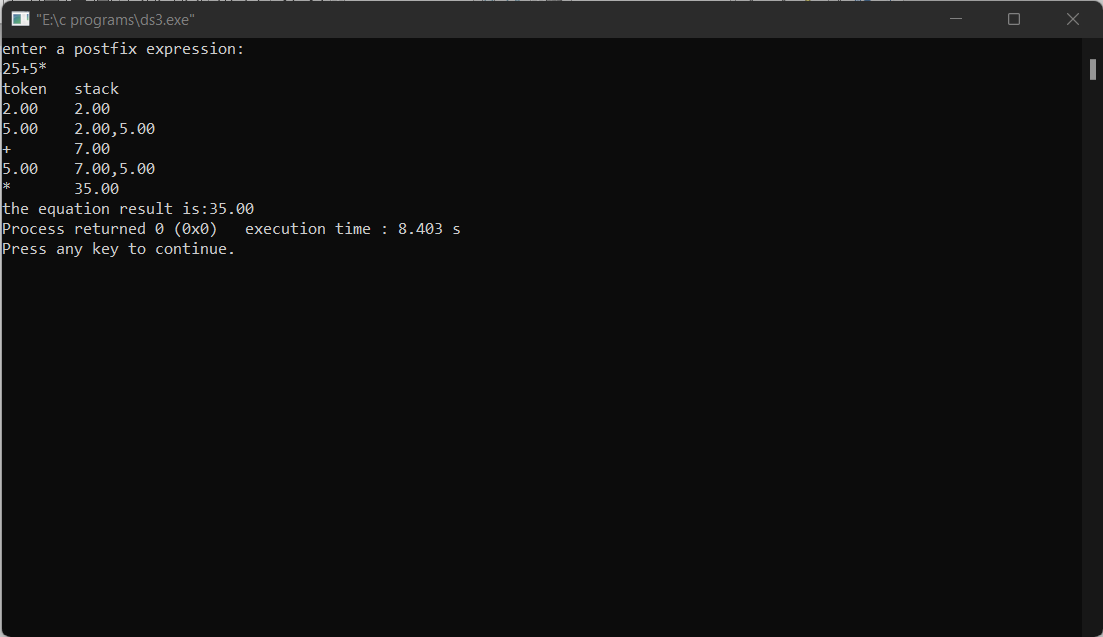 "E:\c programs\ds3.exe"
enter a postfix expression:
25+5*
token   stack
2.00    2.00
5.00    2.00,5.00
+       7.00
5.00    7.00,5.00
*       35.00
the equation result is:35.00
Process returned 0 (0x0)   execution time : 8.403 s
Press any key to continue.